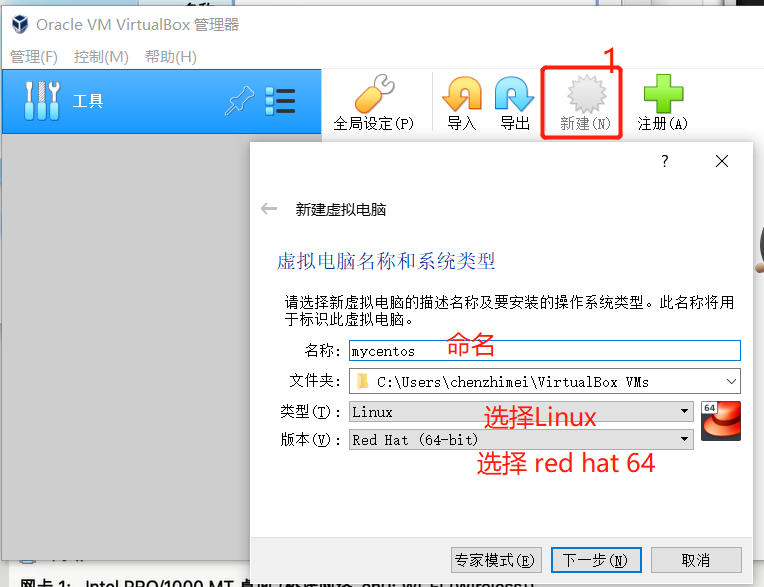 Oracle VM VirtualBox 管理器
管理(F) 控制(M) 帮助(H)
1
工具
全局设定(P) 导入 导出 新建(N) 注册(A)
? 
新建虚拟电脑
虚拟电脑名称和系统类型
请选择新虚拟电脑的描述名称及要安装的操作系统类型。此名称将用
于标识此虚拟电脑。
命名
名称: mycentos
文件夹: C:\Users\chenzhimei\VirtualBox VMs
64
类型(T): Linux 选择Linux
版本(V): Red Hat (64-bit)
选择 red hat 64
专家模式(E) 下一步(N) 取消
网卡 1: Intel PRO/1000 MT 桌面